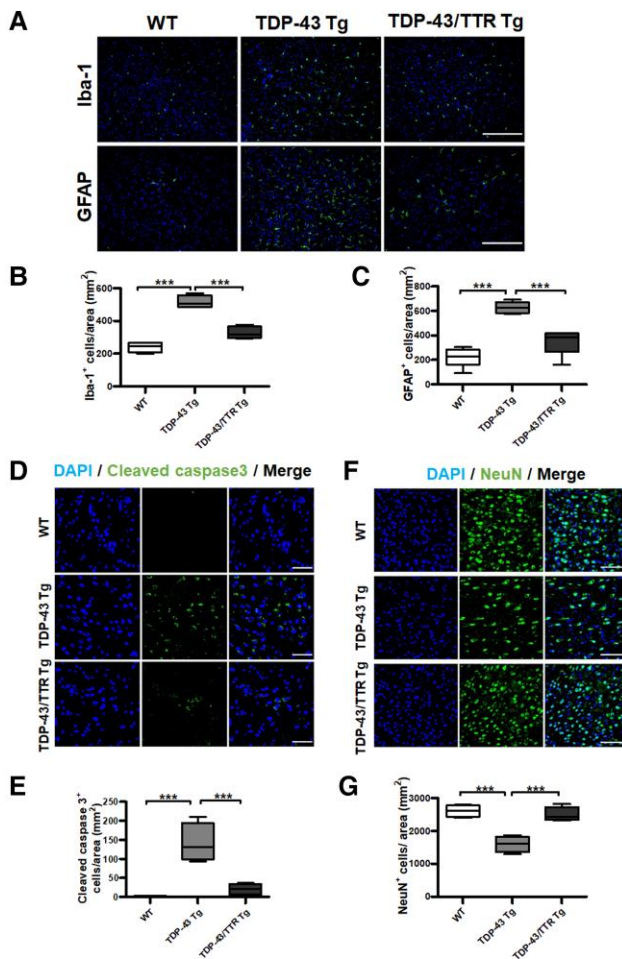 A
WT TDP-43 Tg TDP-43/TTR Tg
Iba-1
GFAP
B
Iba-1+ cells/area (mm²)
600
400
200
0
*** ***
WT TDP-43 Tg TDP-43/TTR Tg
C
GFAP+ cells/area (mm²)
800
600
400
200
0
*** ***
WT TDP-43 Tg TDP-43/TTR Tg
D
DAPI / Cleaved caspase3 / Merge
WT
TDP-43 Tg
TDP-43/TTR Tg
F
DAPI / NeuN / Merge
WT
TDP-43 Tg
TDP-43/TTR Tg
E
Cleaved caspase 3+
cells/area (mm²)
250
200
150
100
50
0
*** ***
WT TDP-43 Tg TDP-43/TTR Tg
G
NeuN+ cells/ area (mm²)
3000
2000
1000
0
*** ***
WT TDP-43 Tg TDP-43/TTR Tg